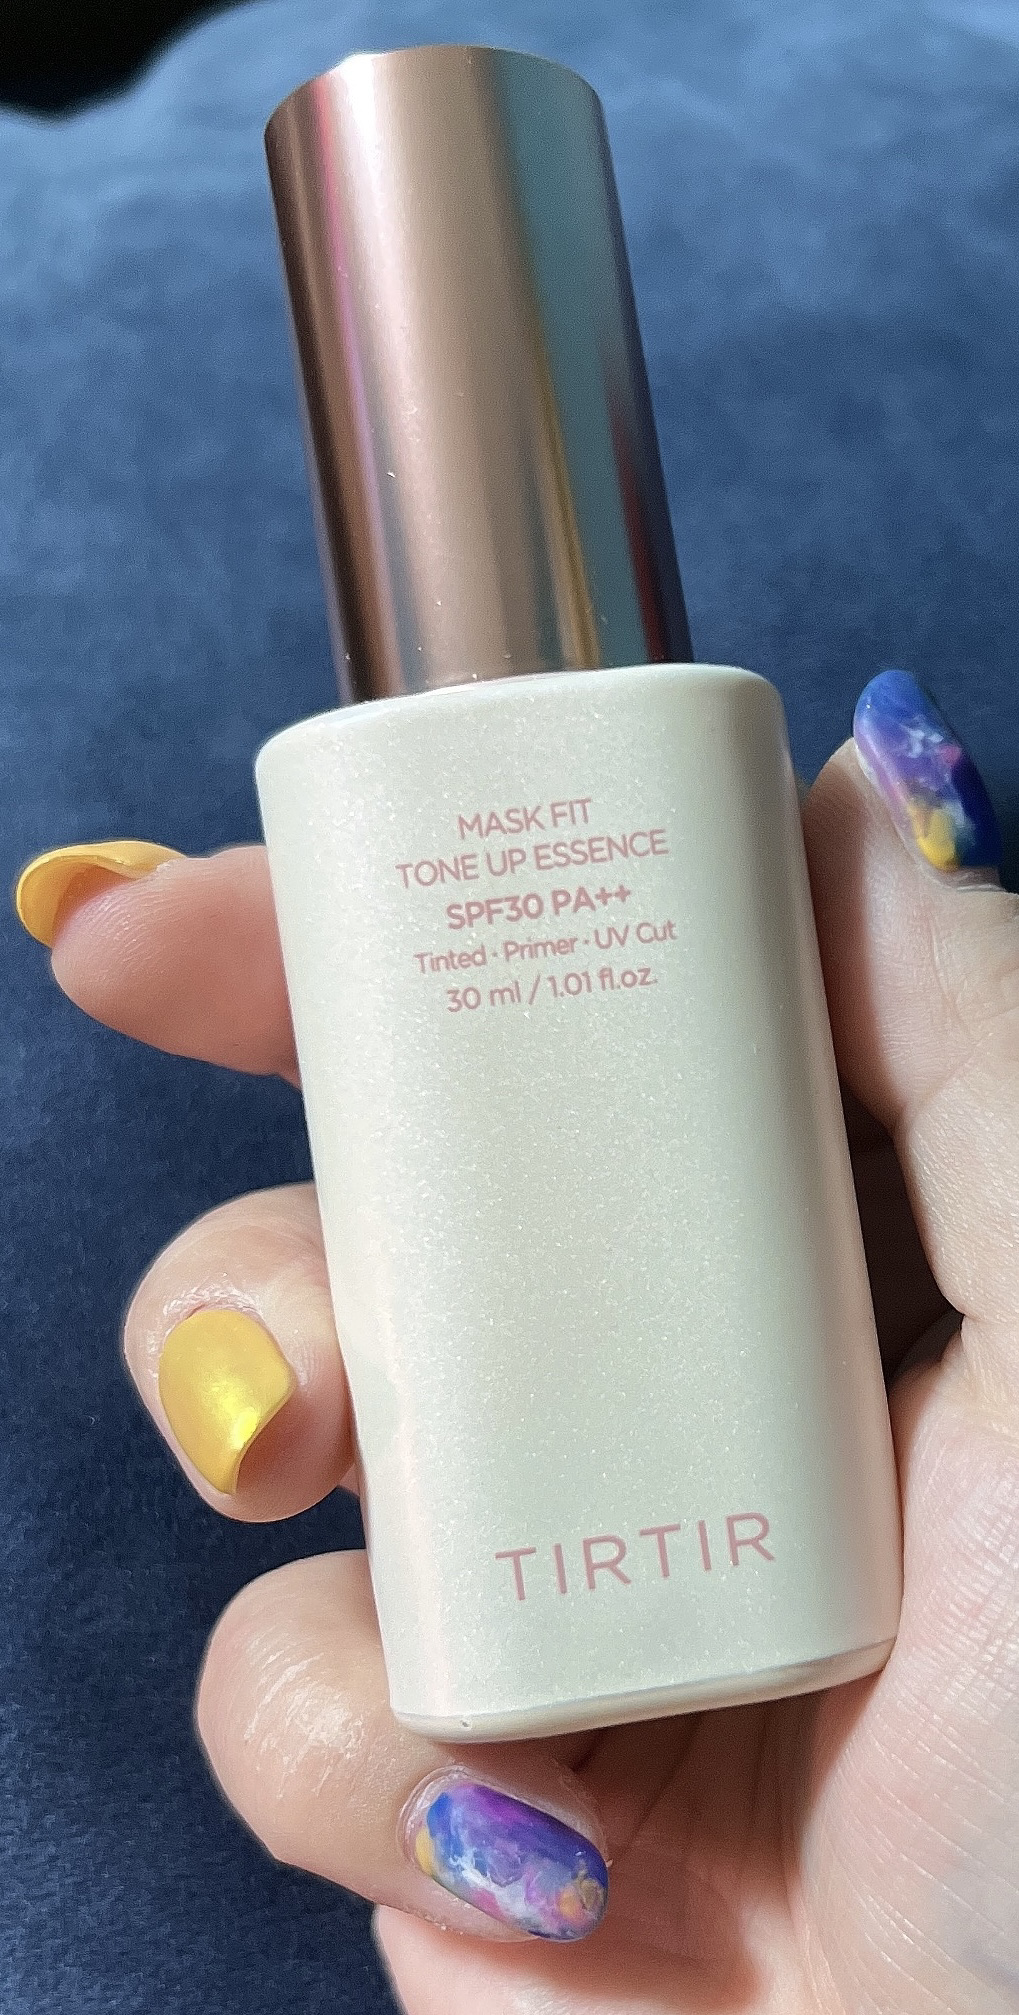 MASK FIT
TONE UP ESSENCE
SPF30 PA++
Tinted · Primer · UV Cut
30 ml / 1.01 fl.oz.
TIRTIR